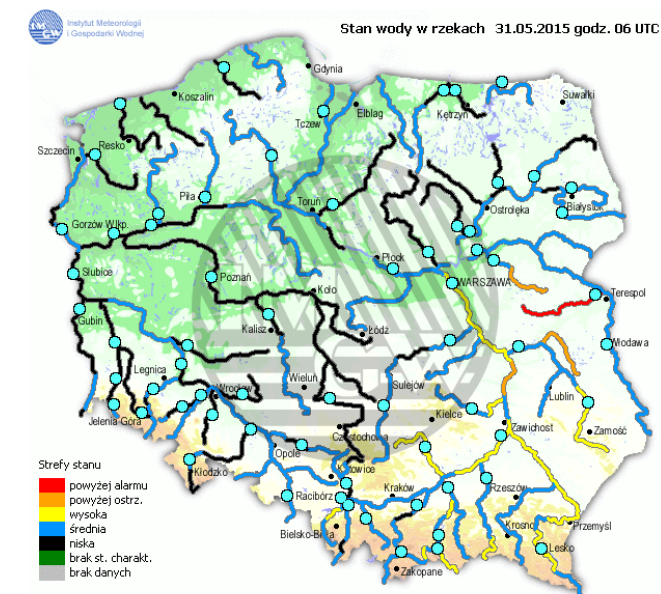 Instytut Meteorologii
i Gospodarki Wodnej
Stan wody w rzekach 31.05.2015 godz. 06 UTC
Gdynia
Koszalin
Suwałki
Elbląg
Kętrzyn
Tczew
Resko
Szczecin
Piła
Toruń
Ostrołęka
Białystok
Gorzów Wlkp.
Płock
Słubice
Poznań
Koło
WARSZAWA
Terespol
Gubin
Kalisz
Łódź
Włodawa
Legnica
Wieluń
Sulejów
Wrocław
Lublin
Jelenia Góra
Kielce
Zawichost
Zamość
Częstochowa
Opole
Kłodzko
Katowice
Racibórz
Kraków
Rzeszów
Bielsko-Biała
Krosno
Przemyśl
Lesko
Zakopane
Strefy stanu
powyżej alarmu
powyżej ostrz.
wysoka
średnia
niska
brak st. charakt.
brak danych